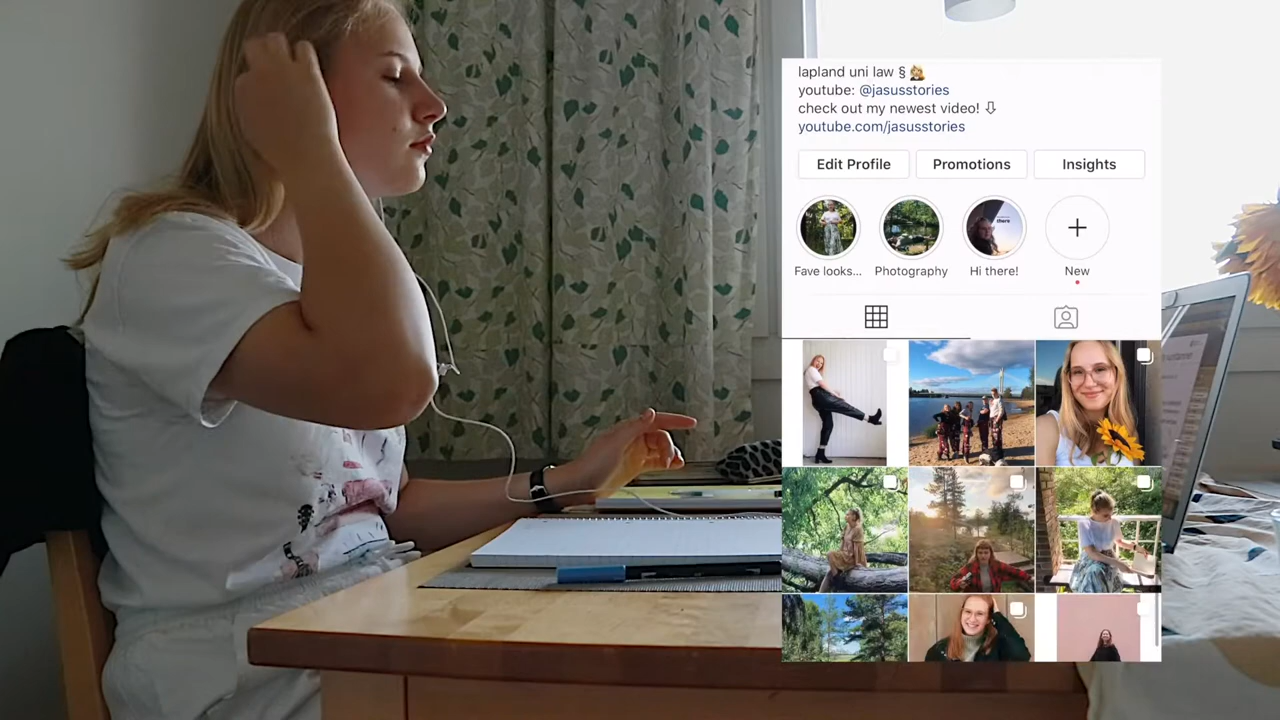 lapland uni law § 
youtube: @jasusstories
check out my newest video! ⇩
youtube.com/jasusstories
Edit Profile
Promotions
Insights
Fave looks...
Photography
Hi there!
New
there